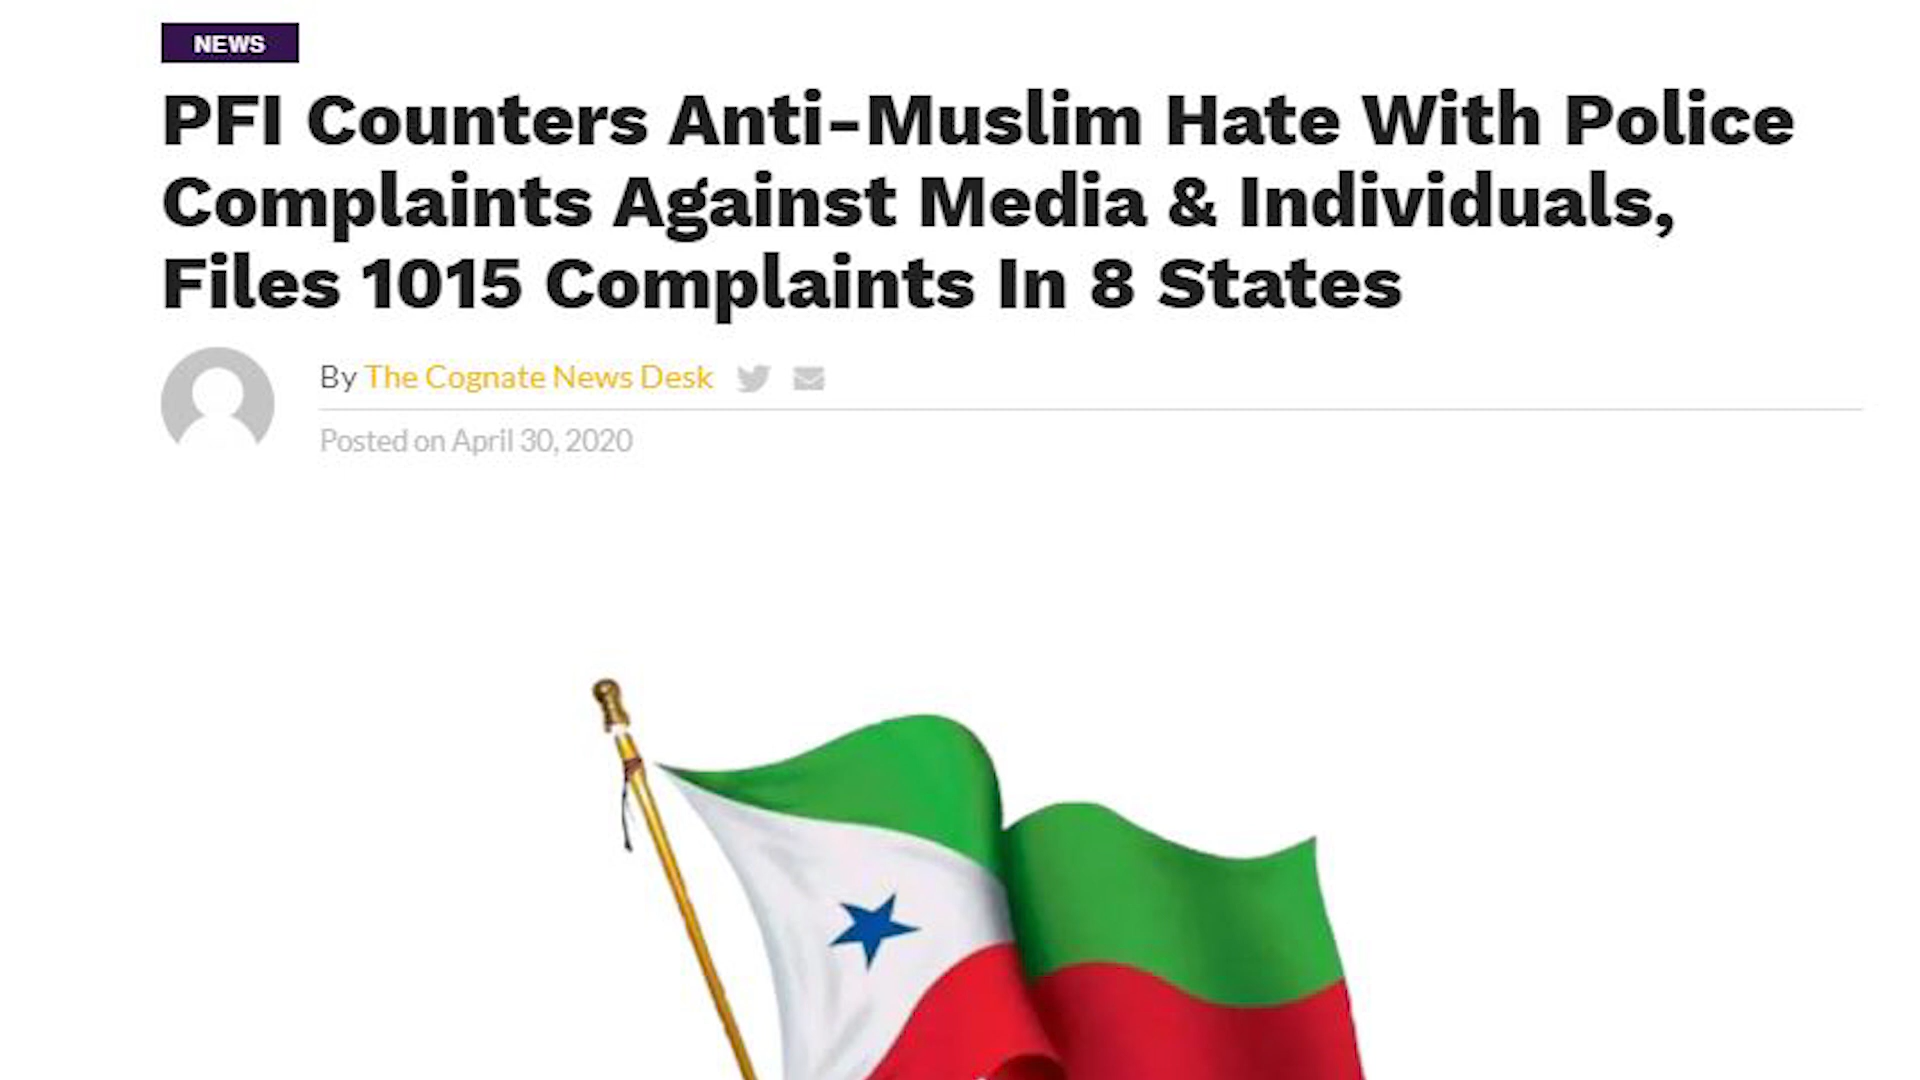 NEWS
PFI Counters Anti-Muslim Hate With Police
Complaints Against Media & Individuals,
Files 1015 Complaints In 8 States
By The Cognate News Desk
Posted on April 30, 2020